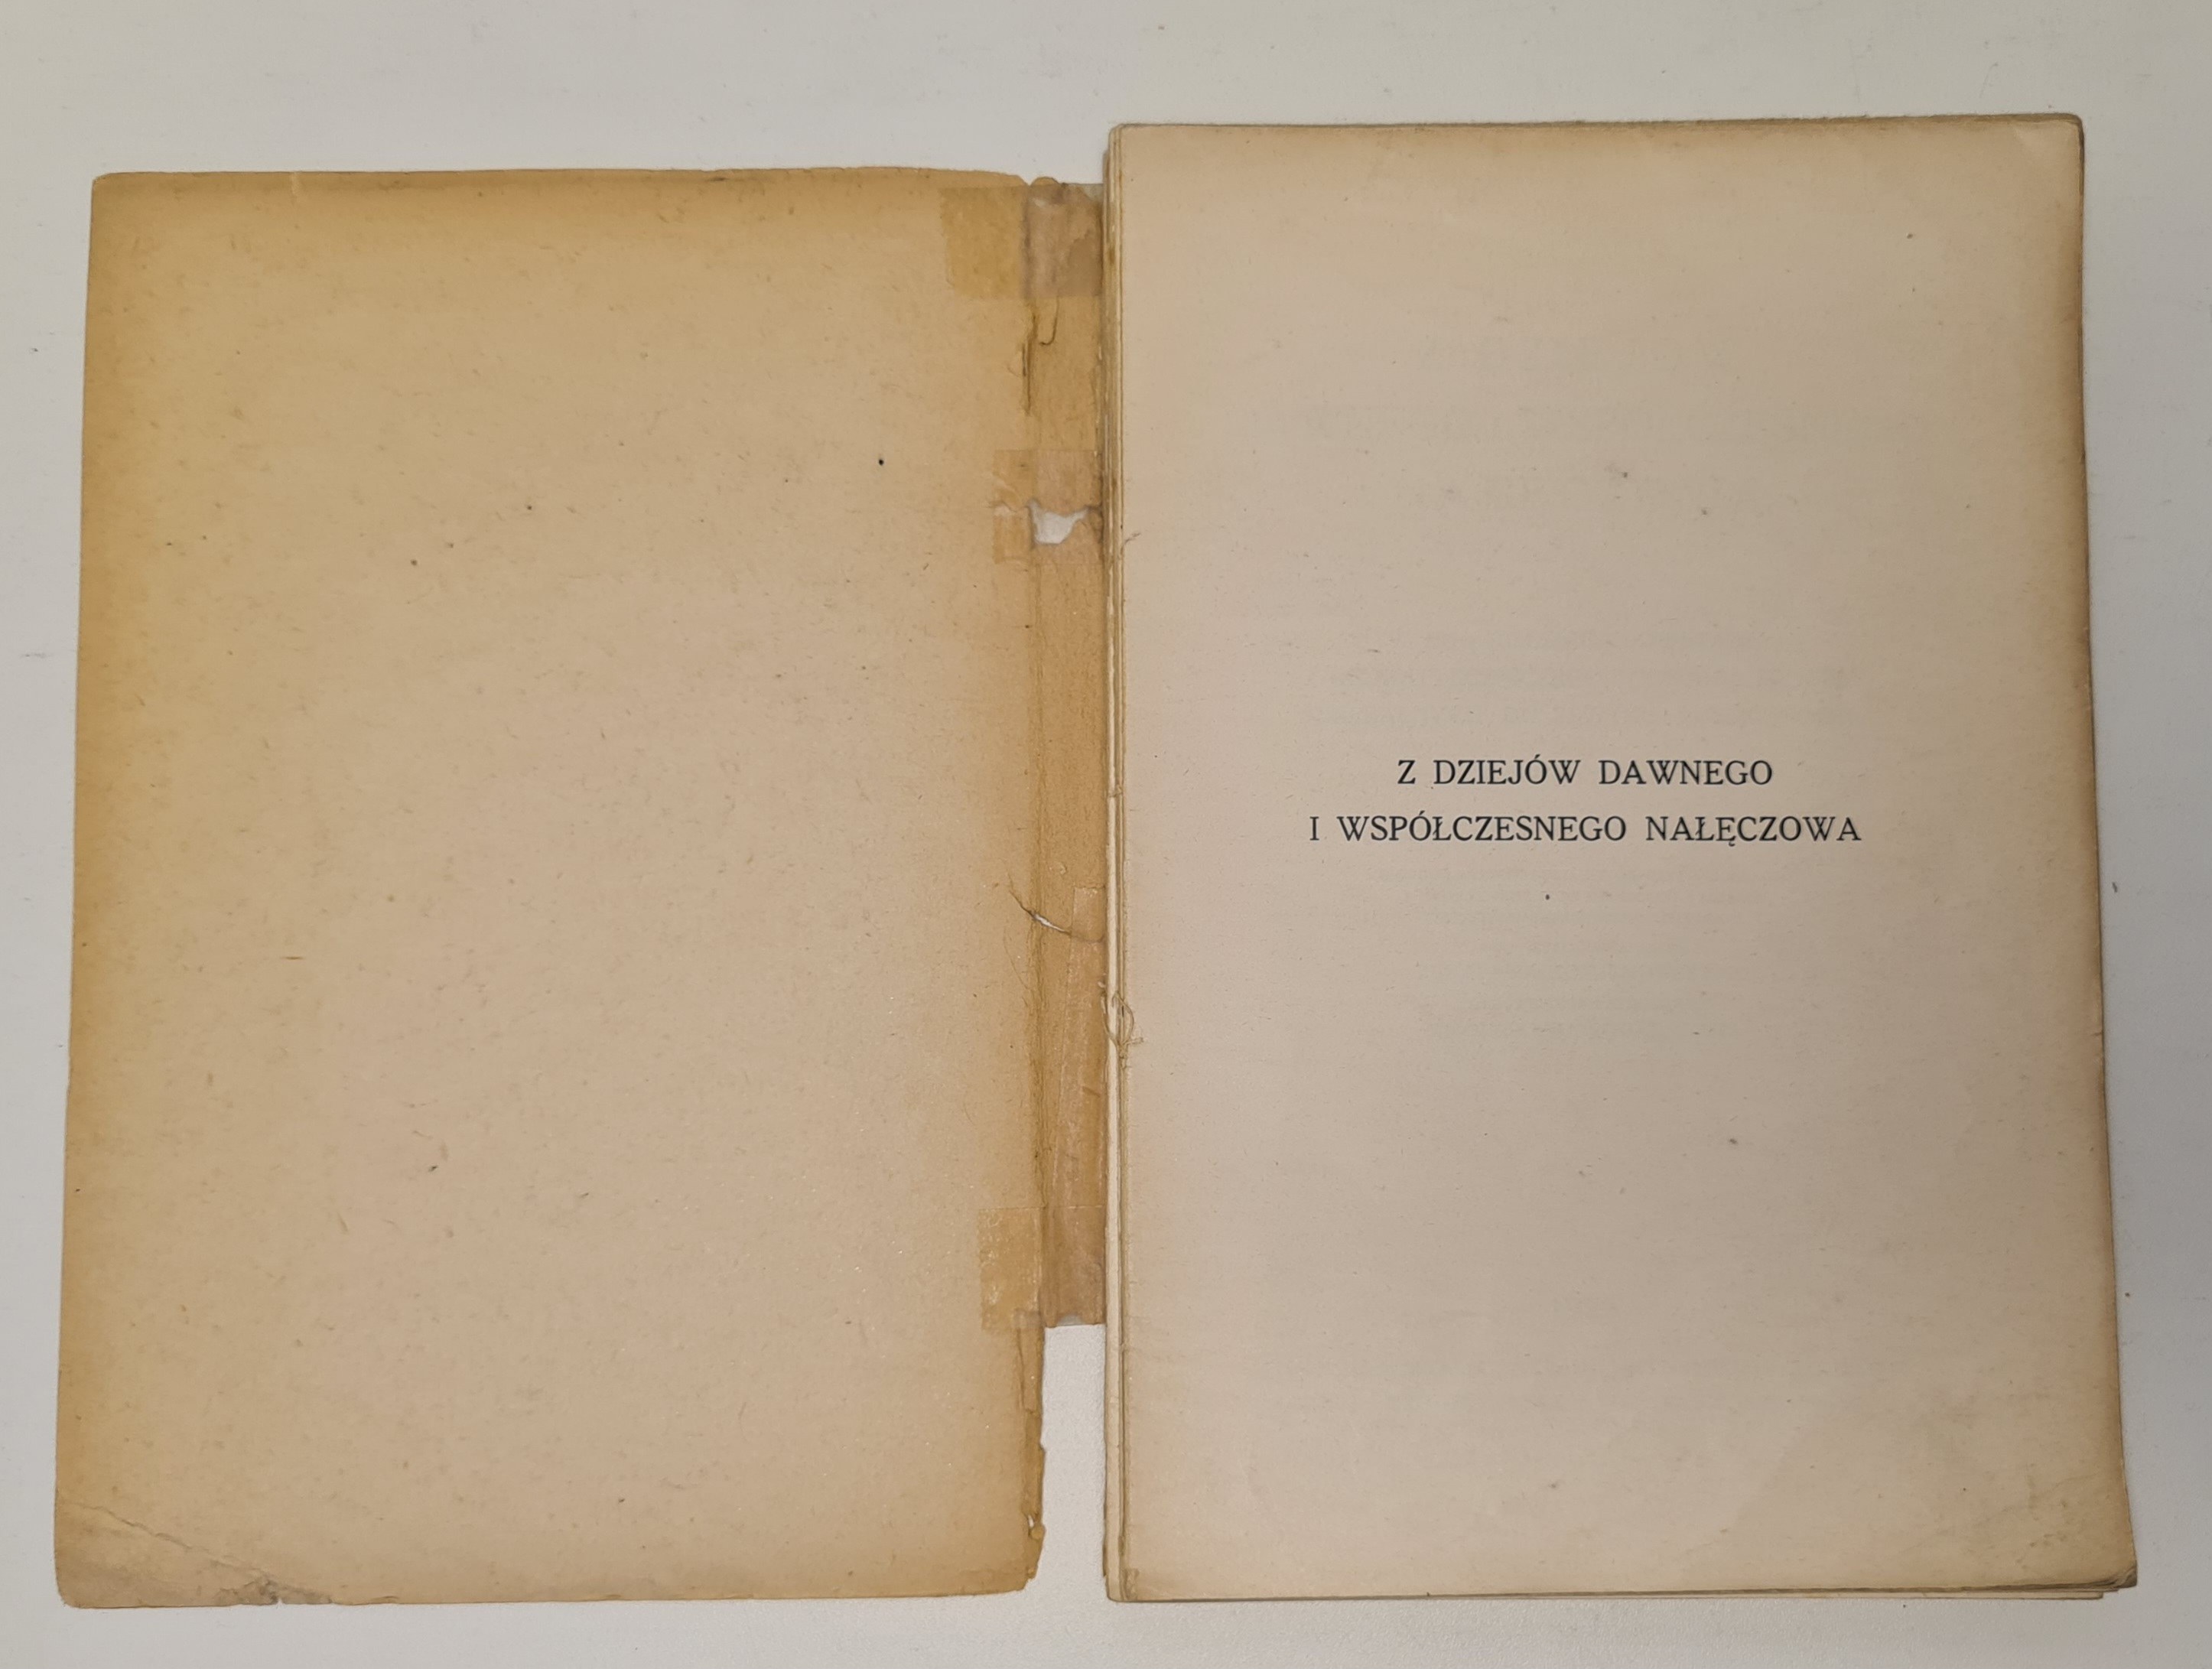 Z DZIEJÓW DAWNEGO
I WSPÓŁCZESNEGO NAŁĘCZOWA